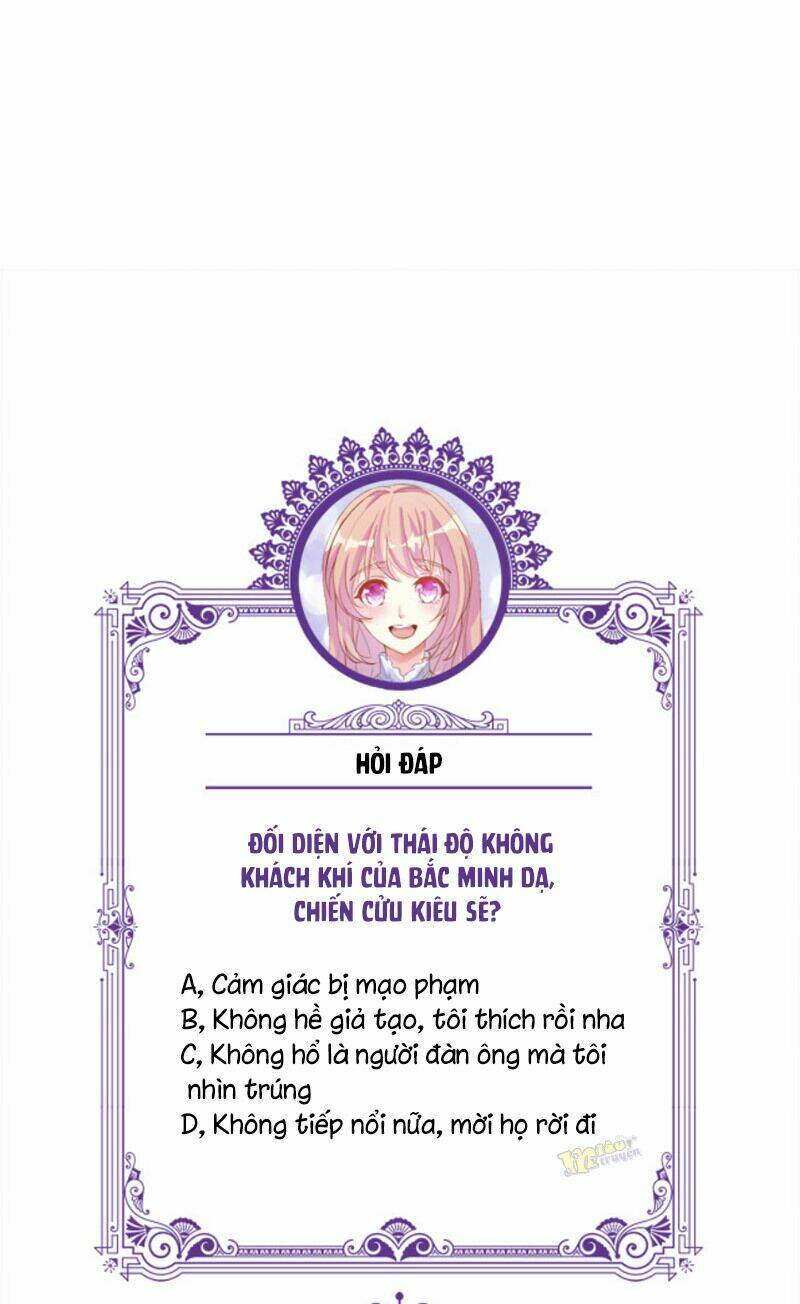 HỎI ĐÁP
ĐỐI DIỆN VỚI THÁI ĐỘ KHÔNG
KHÁCH KHÍ CỦA BẮC MINH DẠ,
CHIẾN CỬU KIÊU SẼ?
A, Cảm giác bị mạo phạm
B, Không hề giả tạo, tôi thích rồi nha
C, Không hổ là người đàn ông mà tôi
nhìn trúng
D, Không tiếp nổi nữa, mời họ rời đi
truyện